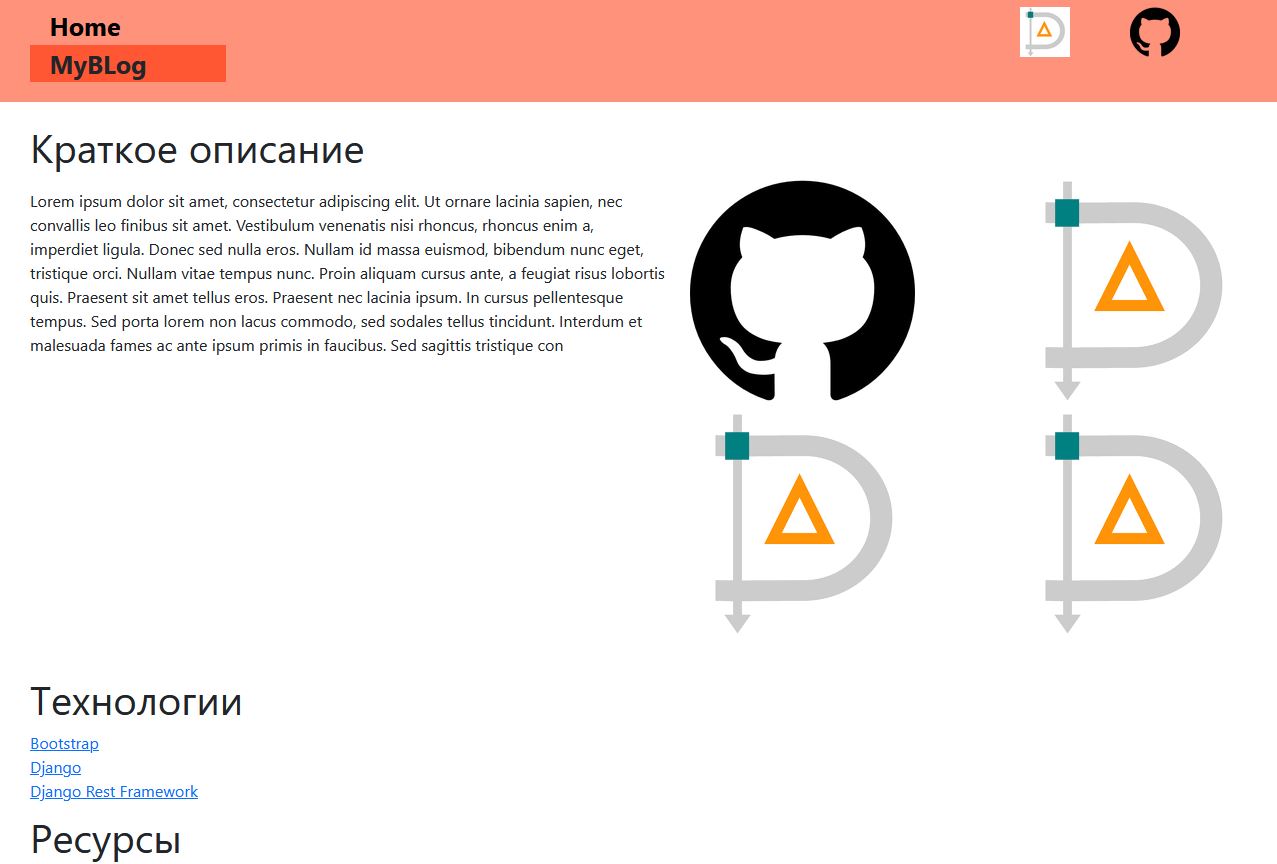 Home
MyBLog
Краткое описание
Lorem ipsum dolor sit amet, consectetur adipiscing elit. Ut ornare lacinia sapien, nec
convallis leo finibus sit amet. Vestibulum venenatis nisi rhoncus, rhoncus enim a,
imperdiet ligula. Donec sed nulla eros. Nullam id massa euismod, bibendum nunc eget,
tristique orci. Nullam vitae tempus nunc. Proin aliquam cursus ante, a feugiat risus lobortis
quis. Praesent sit amet tellus eros. Praesent nec lacinia ipsum. In cursus pellentesque
tempus. Sed porta lorem non lacus commodo, sed sodales tellus tincidunt. Interdum et
malesuada fames ac ante ipsum primis in faucibus. Sed sagittis tristique con
Технологии
Bootstrap
Django
Django Rest Framework
Ресурсы